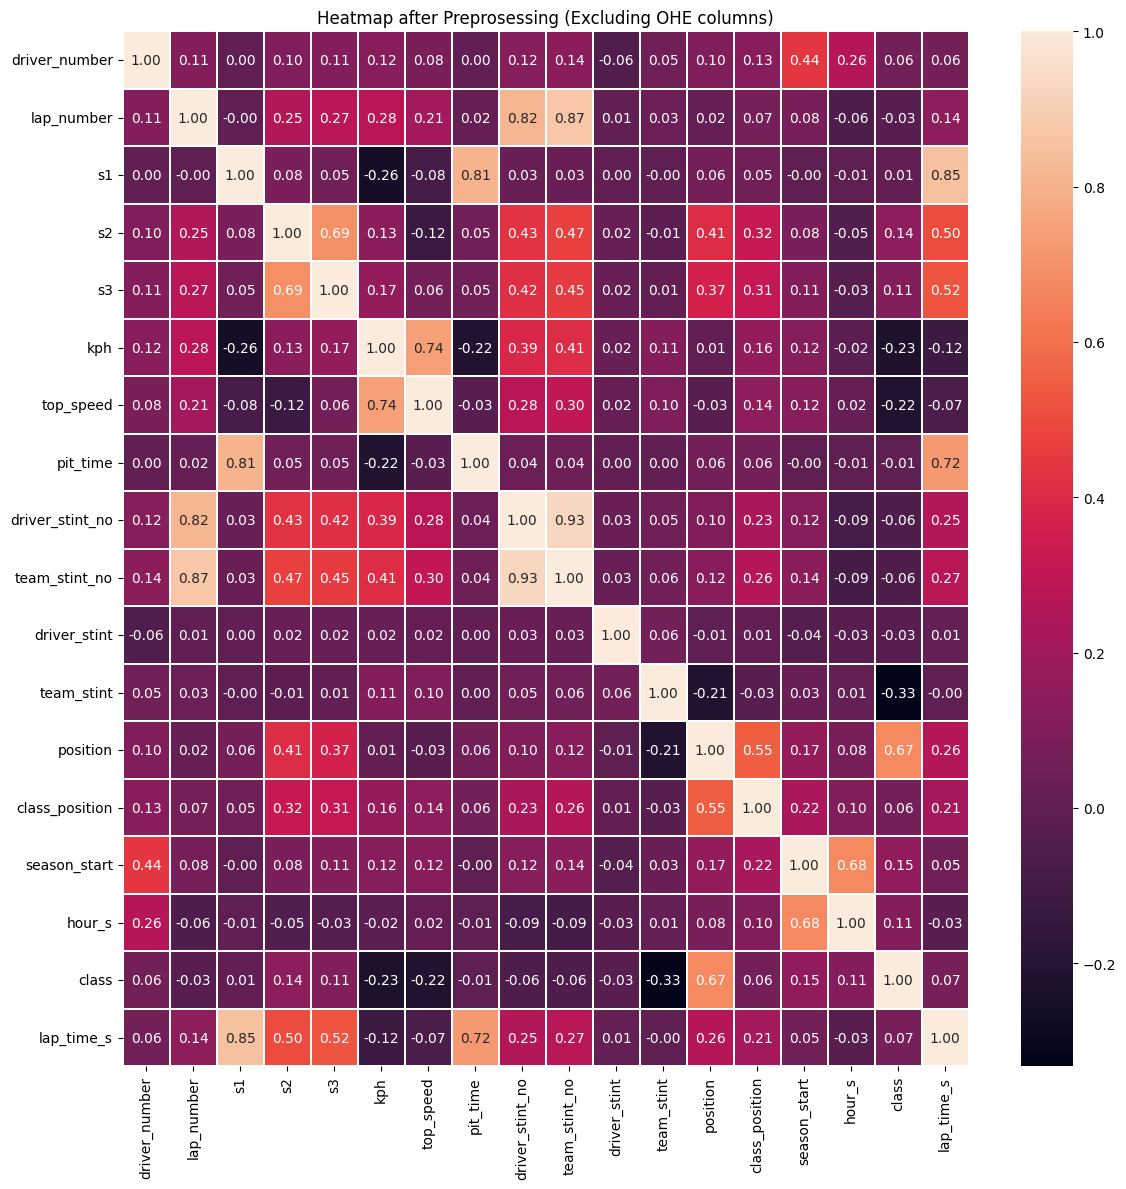 Heatmap after Preprosessing (Excluding OHE columns)
driver_number 1.00 0.11 0.00 0.10 0.11 0.12 0.08 0.00 0.12 0.14 -0.06 0.05 0.10 0.13 0.44 0.26 0.06 0.06
lap_number 0.11 1.00 -0.00 0.25 0.27 0.28 0.21 0.02 0.82 0.87 0.01 0.03 0.02 0.07 0.08 -0.06 -0.03 0.14
s1 0.00 -0.00 1.00 0.08 0.05 -0.26 -0.08 0.81 0.03 0.03 0.00 -0.00 0.06 0.05 -0.00 -0.01 0.01 0.85
s2 0.10 0.25 0.08 1.00 0.69 0.13 -0.12 0.05 0.43 0.47 0.02 -0.01 0.41 0.32 0.08 -0.05 0.14 0.50
s3 0.11 0.27 0.05 0.69 1.00 0.17 0.06 0.05 0.42 0.45 0.02 0.01 0.37 0.31 0.11 -0.03 0.11 0.52
kph 0.12 0.28 -0.26 0.13 0.17 1.00 0.74 -0.22 0.39 0.41 0.02 0.11 0.01 0.16 0.12 -0.02 -0.23 -0.12
top_speed 0.08 0.21 -0.08 -0.12 0.06 0.74 1.00 -0.03 0.28 0.30 0.02 0.10 -0.03 0.14 0.12 0.02 -0.22 -0.07
pit_time 0.00 0.02 0.81 0.05 0.05 -0.22 -0.03 1.00 0.04 0.04 0.00 0.00 0.06 0.06 -0.00 -0.01 -0.01 0.72
driver_stint_no 0.12 0.82 0.03 0.43 0.42 0.39 0.28 0.04 1.00 0.93 0.03 0.05 0.10 0.23 0.12 -0.09 -0.06 0.25
team_stint_no 0.14 0.87 0.03 0.47 0.45 0.41 0.30 0.04 0.93 1.00 0.03 0.06 0.12 0.26 0.14 -0.09 -0.06 0.27
driver_stint -0.06 0.01 0.00 0.02 0.02 0.02 0.02 0.00 0.03 0.03 1.00 0.06 -0.01 0.01 -0.04 -0.03 -0.03 0.01
team_stint 0.05 0.03 -0.00 -0.01 0.01 0.11 0.10 0.00 0.05 0.06 0.06 1.00 -0.21 -0.03 0.03 0.01 -0.33 -0.00
position 0.10 0.02 0.06 0.41 0.37 0.01 -0.03 0.06 0.10 0.12 -0.01 -0.21 1.00 0.55 0.17 0.08 0.67 0.26
class_position 0.13 0.07 0.05 0.32 0.31 0.16 0.14 0.06 0.23 0.26 0.01 -0.03 0.55 1.00 0.22 0.10 0.06 0.21
season_start 0.44 0.08 -0.00 0.08 0.11 0.12 0.12 -0.00 0.12 0.14 -0.04 0.03 0.17 0.22 1.00 0.68 0.15 0.05
hour_s 0.26 -0.06 -0.01 -0.05 -0.03 -0.02 0.02 -0.01 -0.09 -0.09 -0.03 0.01 0.08 0.10 0.68 1.00 0.11 -0.03
class 0.06 -0.03 0.01 0.14 0.11 -0.23 -0.22 -0.01 -0.06 -0.06 -0.03 -0.33 0.67 0.06 0.15 0.11 1.00 0.07
lap_time_s 0.06 0.14 0.85 0.50 0.52 -0.12 -0.07 0.72 0.25 0.27 0.01 -0.00 0.26 0.21 0.05 -0.03 0.07 1.00
driver_number
lap_number
s1
s2
s3
kph
top_speed
pit_time
driver_stint_no
team_stint_no
driver_stint
team_stint
position
class_position
season_start
hour_s
class
lap_time_s
1.0
0.8
0.6
0.4
0.2
0.0
-0.2